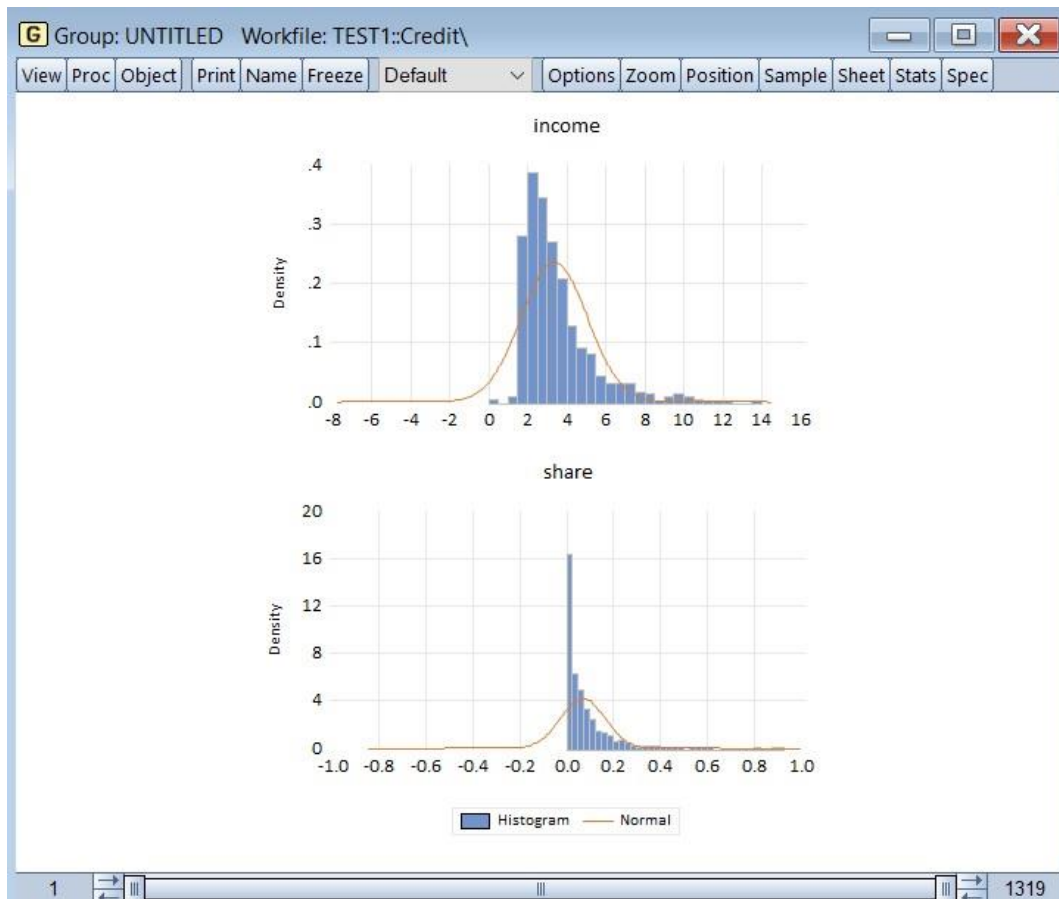 G Group: UNTITLED Workfile: TEST1::Credit\
View Proc Object Print Name Freeze Default Options Zoom Position Sample Sheet Stats Spec
income
.4
.3
.2
.1
.0
Density
-8 -6 -4 -2 0 2 4 6 8 10 12 14 16
share
20
16
12
8
4
0
Density
-1.0 -0.8 -0.6 -0.4 -0.2 0.0 0.2 0.4 0.6 0.8 1.0
Histogram Normal
1 1319